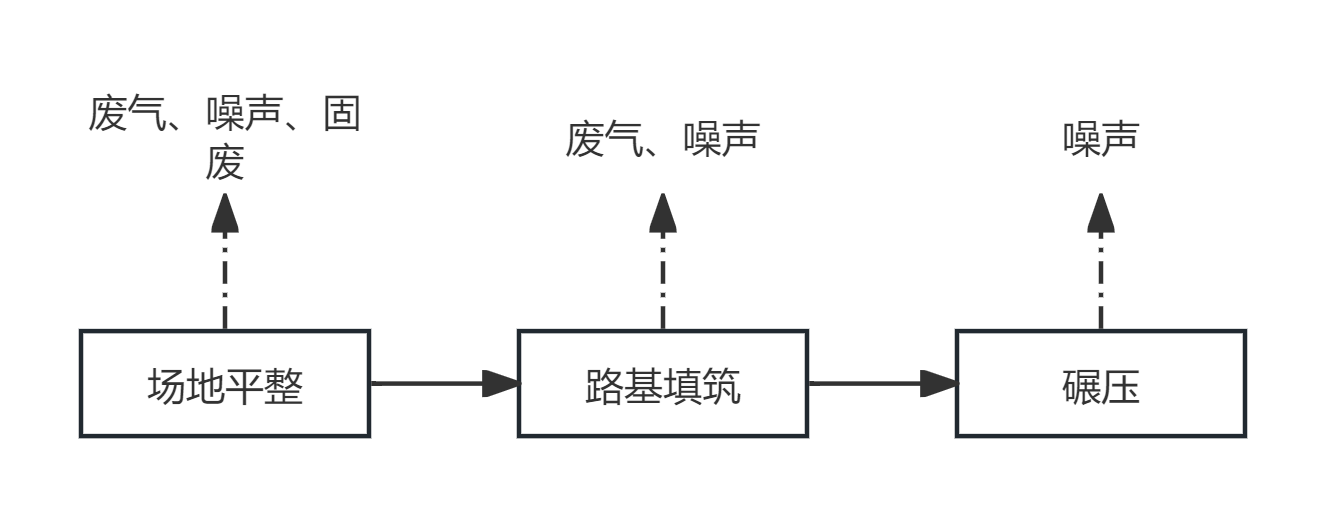 废气、噪声、固
废
废气、噪声
噪声
场地平整
路基填筑
碾压